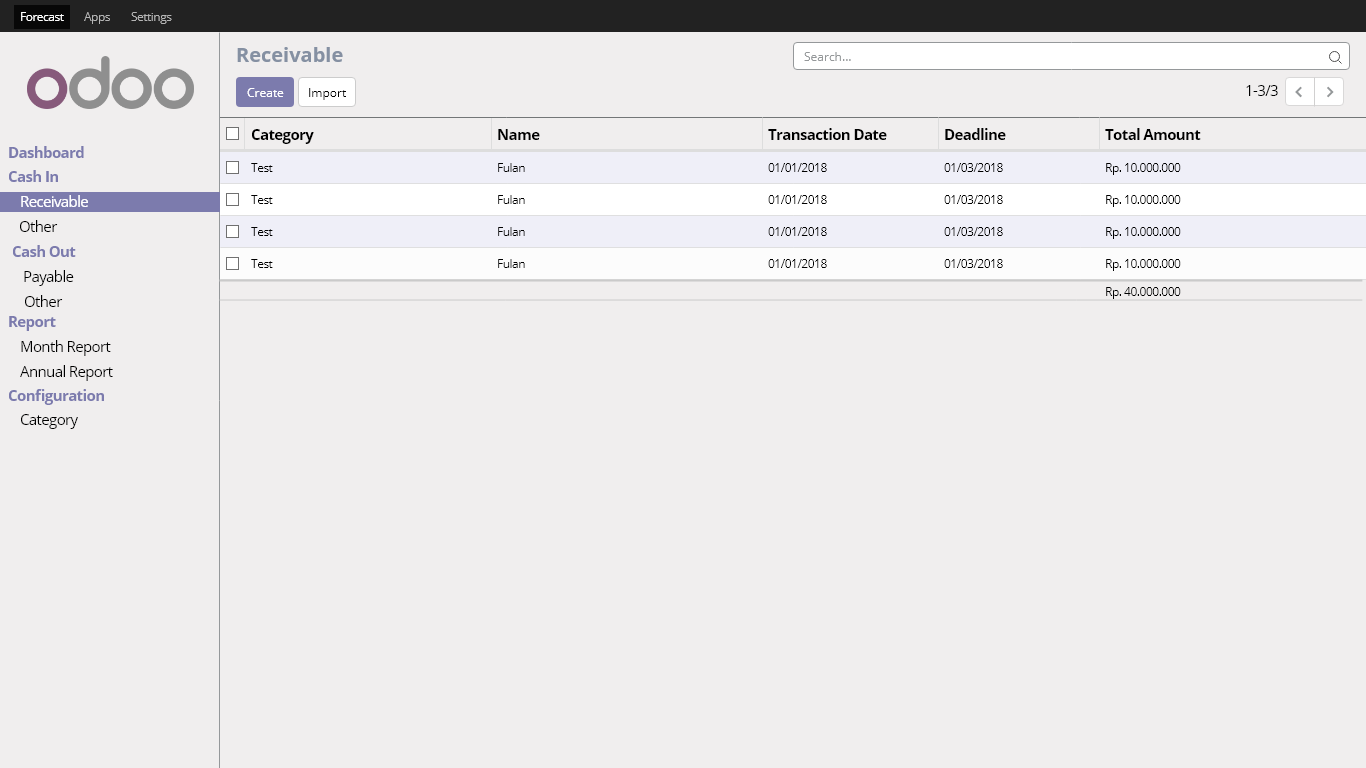 Forecast Apps Settings
odoo
Dashboard
Cash In
Receivable
Other
Cash Out
Payable
Other
Report
Month Report
Annual Report
Configuration
Category
Receivable
Search...
Create Import
1-3/3
Category Name Transaction Date Deadline Total Amount
Test Fulan 01/01/2018 01/03/2018 Rp. 10.000.000
Test Fulan 01/01/2018 01/03/2018 Rp. 10.000.000
Test Fulan 01/01/2018 01/03/2018 Rp. 10.000.000
Test Fulan 01/01/2018 01/03/2018 Rp. 10.000.000
Rp. 40.000.000